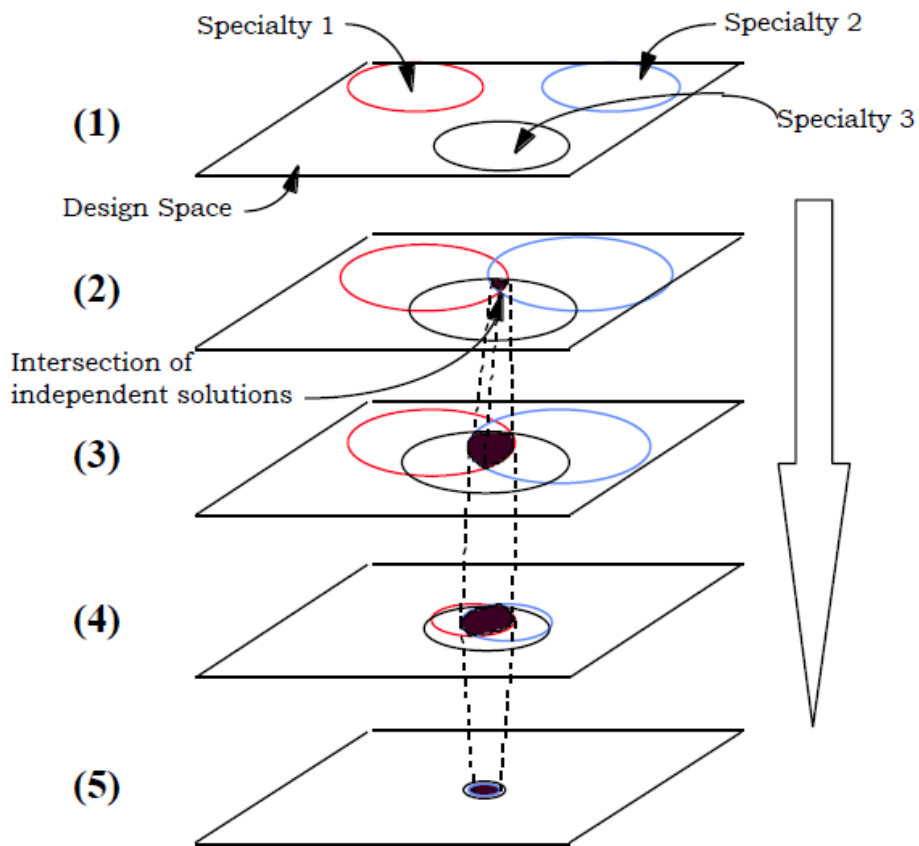 Specialty 1
Specialty 2
(1)
Specialty 3
Design Space
(2)
Intersection of
independent solutions
(3)
(4)
(5)